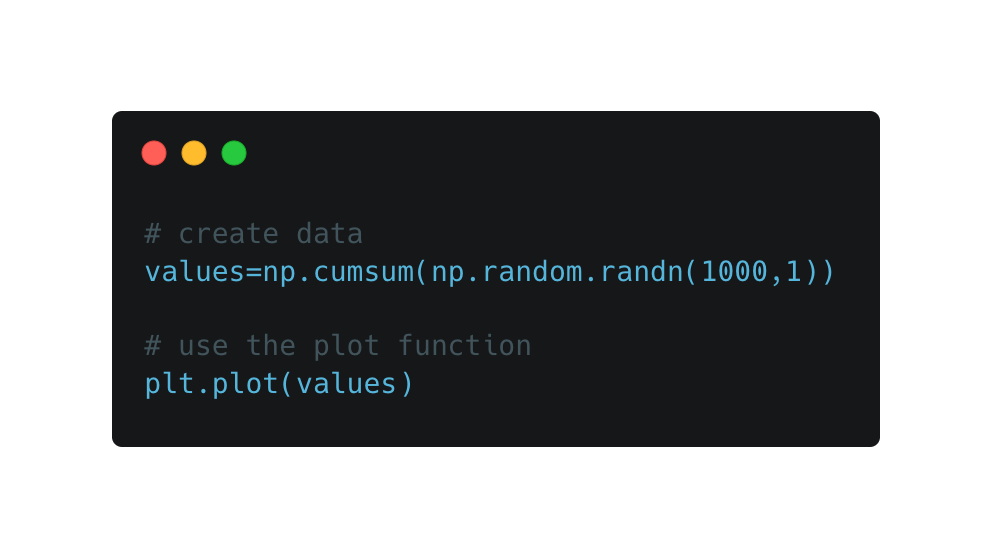 # create data
values=np.cumsum(np.random.randn(1000,1))
# use the plot function
plt.plot(values)